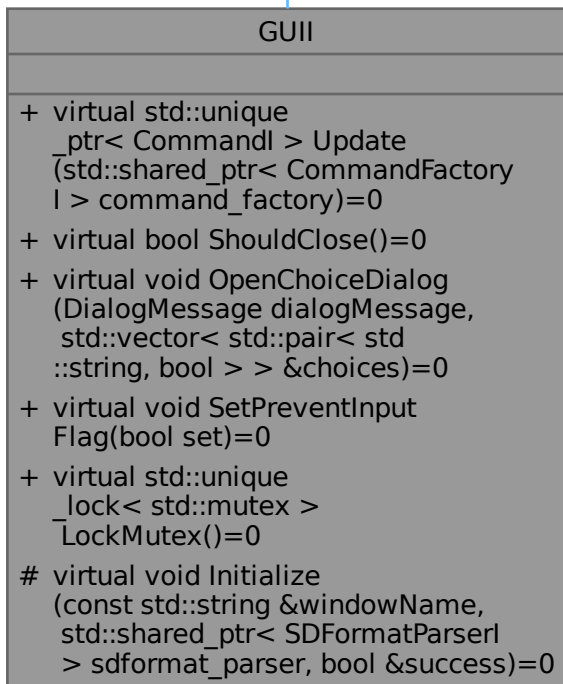 GUII
+ virtual std::unique
_ptr< CommandI > Update
(std::shared_ptr< CommandFactory
I > command_factory)=0
+ virtual bool ShouldClose()=0
+ virtual void OpenChoiceDialog
(DialogMessage dialogMessage,
std::vector< std::pair< std
::string, bool > > &choices)=0
+ virtual void SetPreventInput
Flag(bool set)=0
+ virtual std::unique
_lock< std::mutex >
LockMutex()=0
# virtual void Initialize
(const std::string &windowName,
std::shared_ptr< SDFormatParserI
> sdformat_parser, bool &success)=0